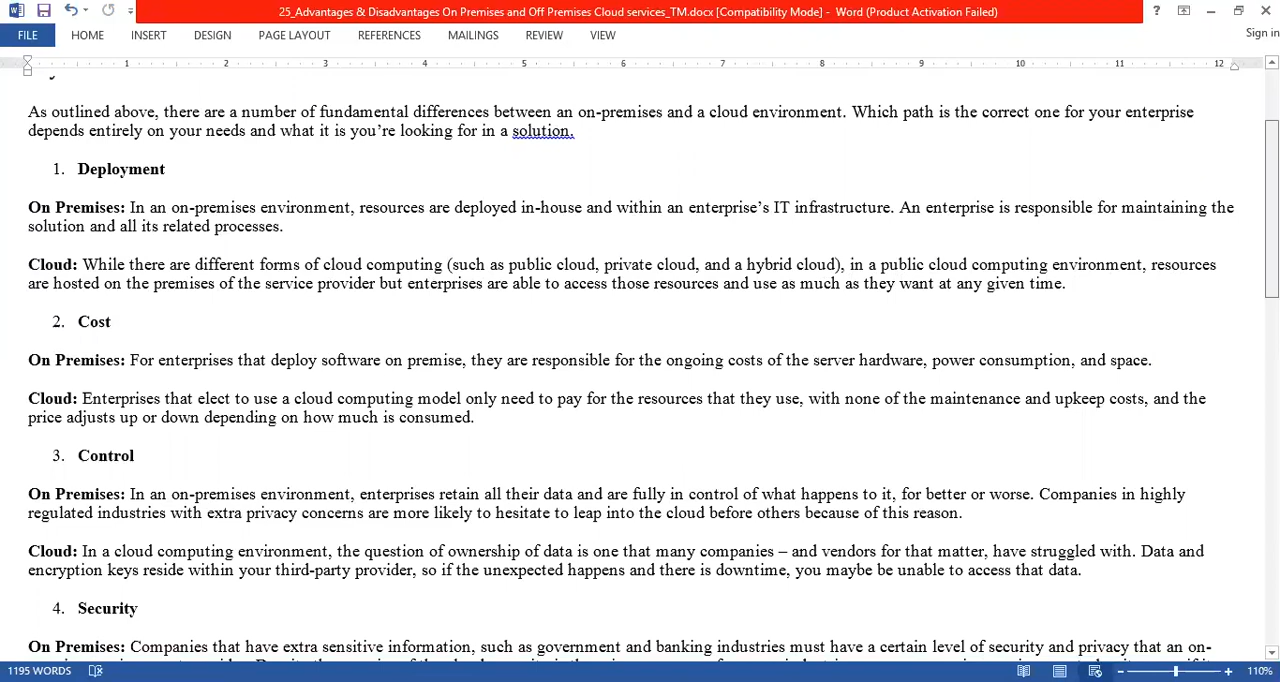 25_Advantages & Disadvantages On Premises and Off Premises Cloud services_TM.docx [Compatibility Mode] - Word (Product Activation Failed)
FILE HOME INSERT DESIGN PAGE LAYOUT REFERENCES MAILINGS REVIEW VIEW Sign in
1 2 3 4 5 6 7 8 9 10 11 12
As outlined above, there are a number of fundamental differences between an on-premises and a cloud environment. Which path is the correct one for your enterprise
depends entirely on your needs and what it is you’re looking for in a solution.
1. Deployment
On Premises: In an on-premises environment, resources are deployed in-house and within an enterprise’s IT infrastructure. An enterprise is responsible for maintaining the
solution and all its related processes.
Cloud: While there are different forms of cloud computing (such as public cloud, private cloud, and a hybrid cloud), in a public cloud computing environment, resources
are hosted on the premises of the service provider but enterprises are able to access those resources and use as much as they want at any given time.
2. Cost
On Premises: For enterprises that deploy software on premise, they are responsible for the ongoing costs of the server hardware, power consumption, and space.
Cloud: Enterprises that elect to use a cloud computing model only need to pay for the resources that they use, with none of the maintenance and upkeep costs, and the
price adjusts up or down depending on how much is consumed.
3. Control
On Premises: In an on-premises environment, enterprises retain all their data and are fully in control of what happens to it, for better or worse. Companies in highly
regulated industries with extra privacy concerns are more likely to hesitate to leap into the cloud before others because of this reason.
Cloud: In a cloud computing environment, the question of ownership of data is one that many companies – and vendors for that matter, have struggled with. Data and
encryption keys reside within your third-party provider, so if the unexpected happens and there is downtime, you maybe be unable to access that data.
4. Security
On Premises: Companies that have extra sensitive information, such as government and banking industries must have a certain level of security and privacy that an on-
1195 WORDS 110%